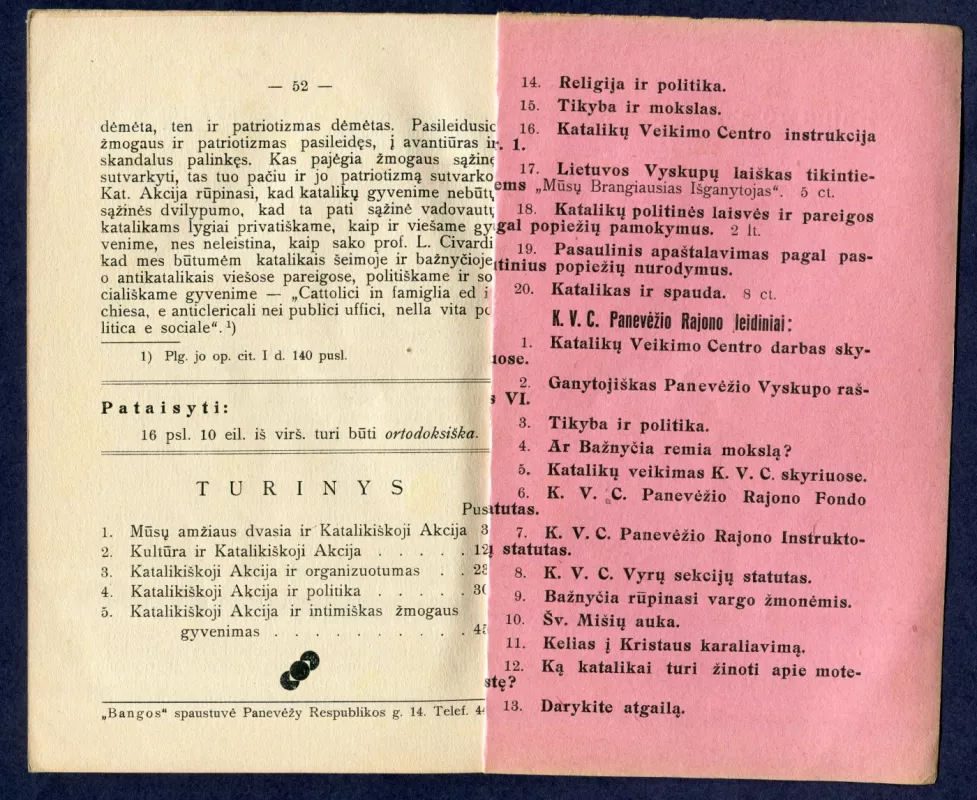 — 52 —
dėmėta, ten ir patriotizmas dėmėtas. Pasileidusio
žmogaus ir patriotizmas pasileidęs, į avantiūras ir
skandalus palinkęs. Kas pajėgia žmogaus sąžinę
sutvarkyti, tas tuo pačiu ir jo patriotizmą sutvarko
Kat. Akcija rūpinasi, kad katalikų gyvenime nebūtų
sąžinės dvilypumo, kad ta pati sąžinė vadovautų
katalikams lygiai privatiškame, kaip ir viešame gy
venime, nes neleistina, kaip sako prof. L. Civardi
kad mes būtumėm katalikais šeimoje ir bažnyčioje
o antikatalikais viešose pareigose, politiškame ir so
ciališkame gyvenime — „Cattolici in famiglia ed i
chiesa, e anticlericali nei publici uffici, nella vita po
litica e sociale“. ¹)
1) Plg. jo op. cit. I d. 140 pusl.
Pataisyti:
16 psl. 10 eil. iš virš. turi būti ortodoksiška.
TURINYS
Pus
1. Mūsų amžiaus dvasia ir Katalikiškoji Akcija 3
2. Kultūra ir Katalikiškoji Akcija . . . . . 12
3. Katalikiškoji Akcija ir organizuotumas . . 23
4. Katalikiškoji Akcija ir politika . . . . . 30
5. Katalikiškoji Akcija ir intimiškas žmogaus
gyvenimas . . . . . . . . . . 45
„Bangos“ spaustuvė Panevėžy Respublikos g. 14. Telef. 4
14. Religija ir politika.
15. Tikyba ir mokslas.
16. Katalikų Veikimo Centro instrukcija
r. 1.
17. Lietuvos Vyskupų laiškas tikintie-
ems „Mūsų Brangiausias Išganytojas“. 5 ct.
18. Katalikų politinės laisvės ir pareigos
gal popiežių pamokymus. 2 lt.
19. Pasaulinis apaštalavimas pagal pas-
tinius popiežių nurodymus.
20. Katalikas ir spauda. 8 ct.
K. V. C. Panevėžio Rajono leidiniai:
1. Katalikų Veikimo Centro darbas sky-
iuose.
2. Ganytojiškas Panevėžio Vyskupo raš-
s VI.
3. Tikyba ir politika.
4. Ar Bažnyčia remia mokslą?
5. Katalikų veikimas K. V. C. skyriuose.
6. K. V. C. Panevėžio Rajono Fondo
tutas.
7. K. V. C. Panevėžio Rajono Instrukto-
ų statutas.
8. K. V. C. Vyrų sekcijų statutas.
9. Bažnyčia rūpinasi vargo žmonėmis.
10. Šv. Mišių auka.
11. Kelias į Kristaus karaliavimą.
12. Ką katalikai turi žinoti apie mote-
stę?
13. Darykite atgailą.